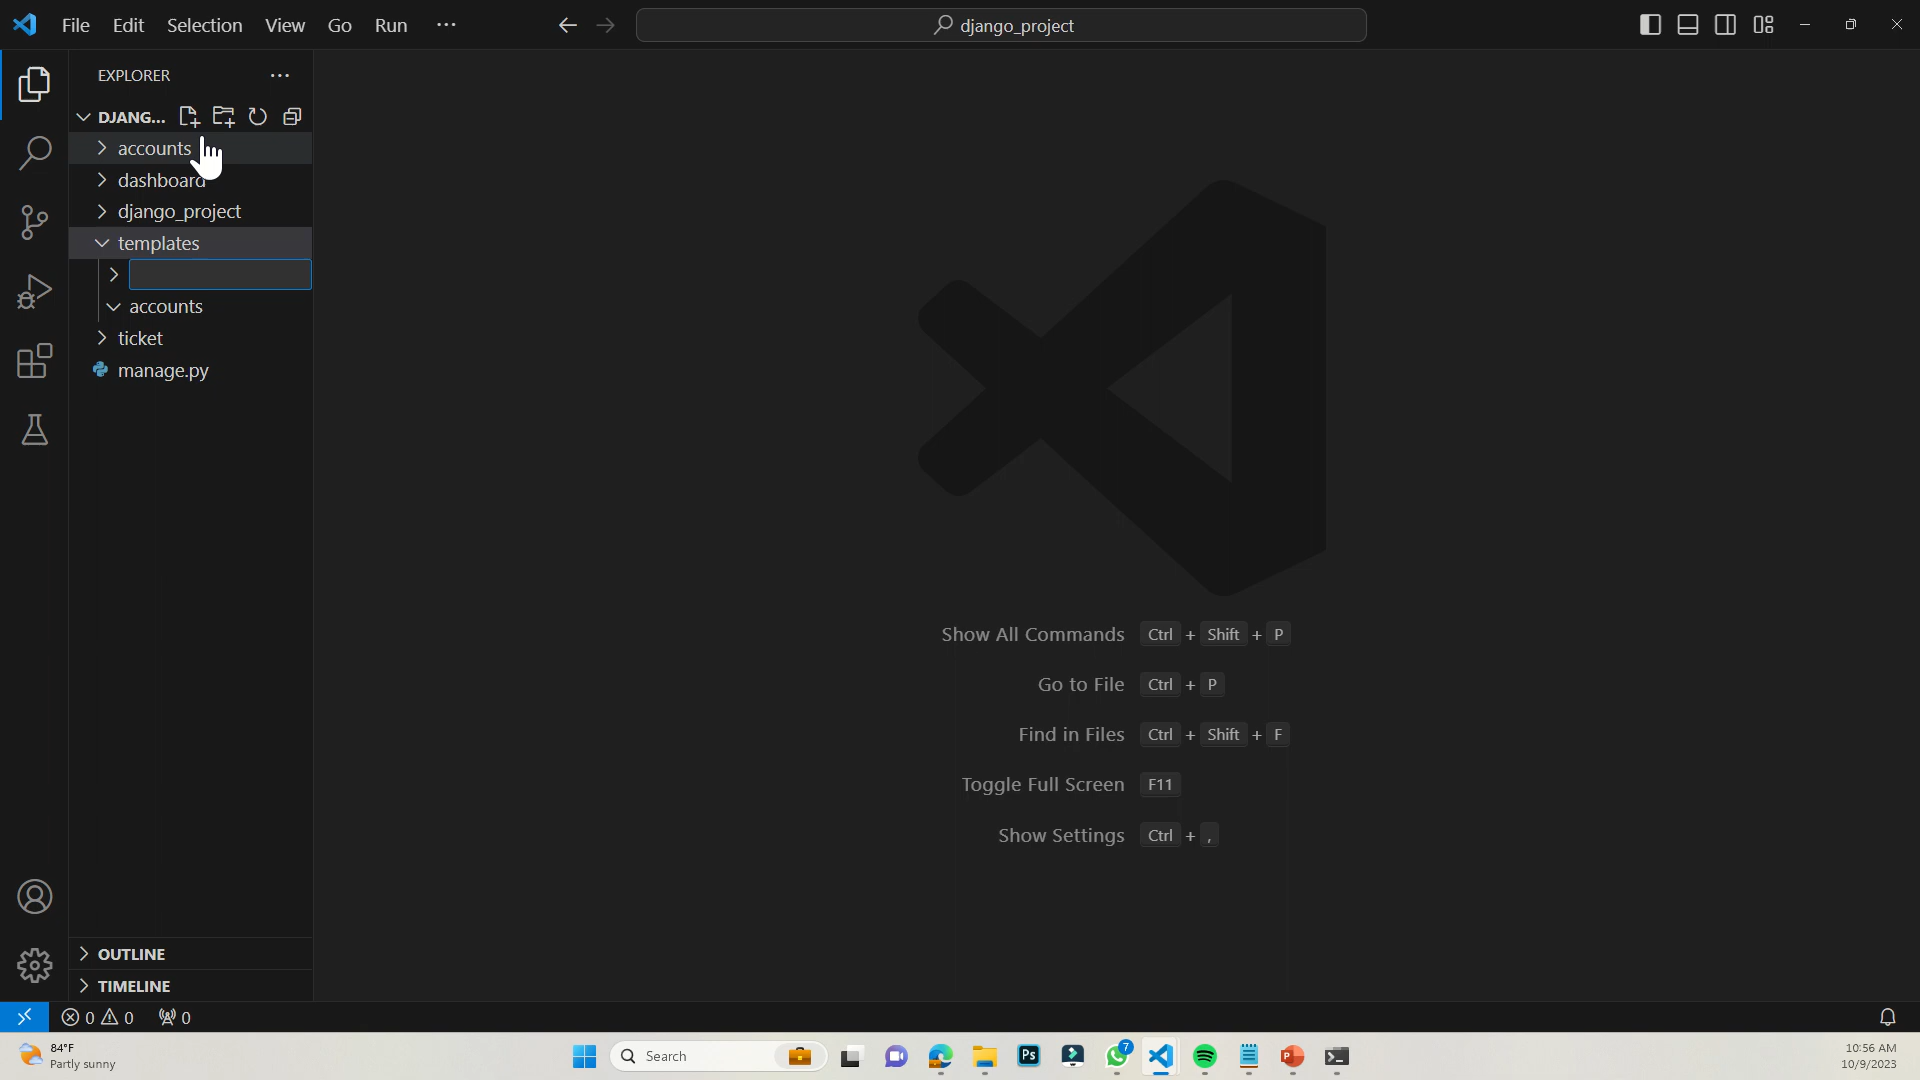 File Edit Selection View Go Run ··· django_project
EXPLORER ···
DJANG...
accounts
dashboard
django_project
templates
accounts
ticket
manage.py
Show All Commands Ctrl + Shift + P
Go to File Ctrl + P
Find in Files Ctrl + Shift + F
Toggle Full Screen F11
Show Settings Ctrl + ,
OUTLINE
TIMELINE
0 0 0
84°F
Partly sunny
Search
Ps
7
P
10:56 AM
10/9/2023